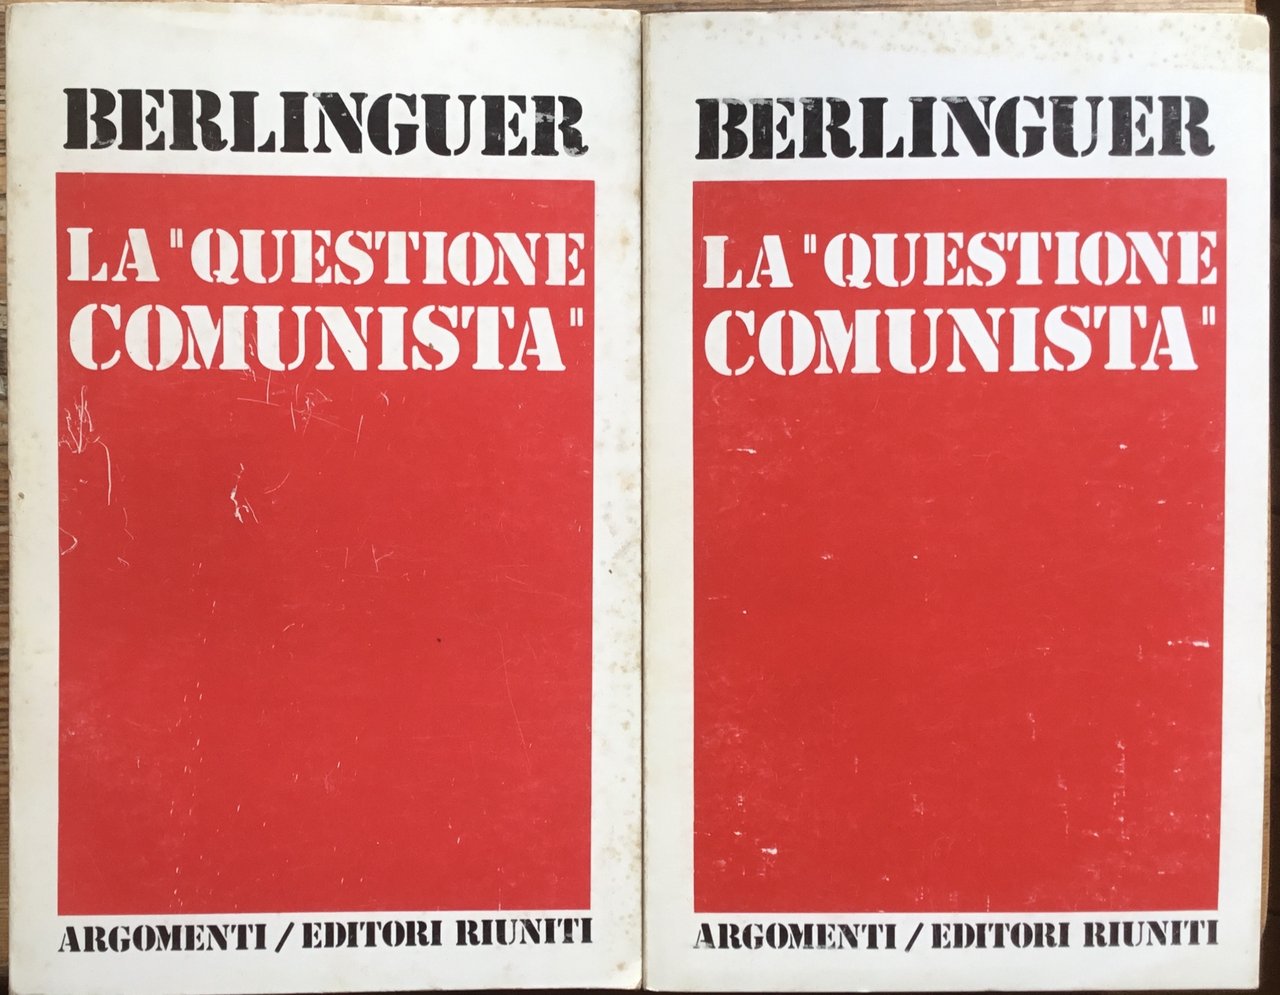 BERLINGUER
LA "QUESTIONE
COMUNISTA"
ARGOMENTI / EDITORI RIUNITI
BERLINGUER
LA "QUESTIONE
COMUNISTA"
ARGOMENTI / EDITORI RIUNITI